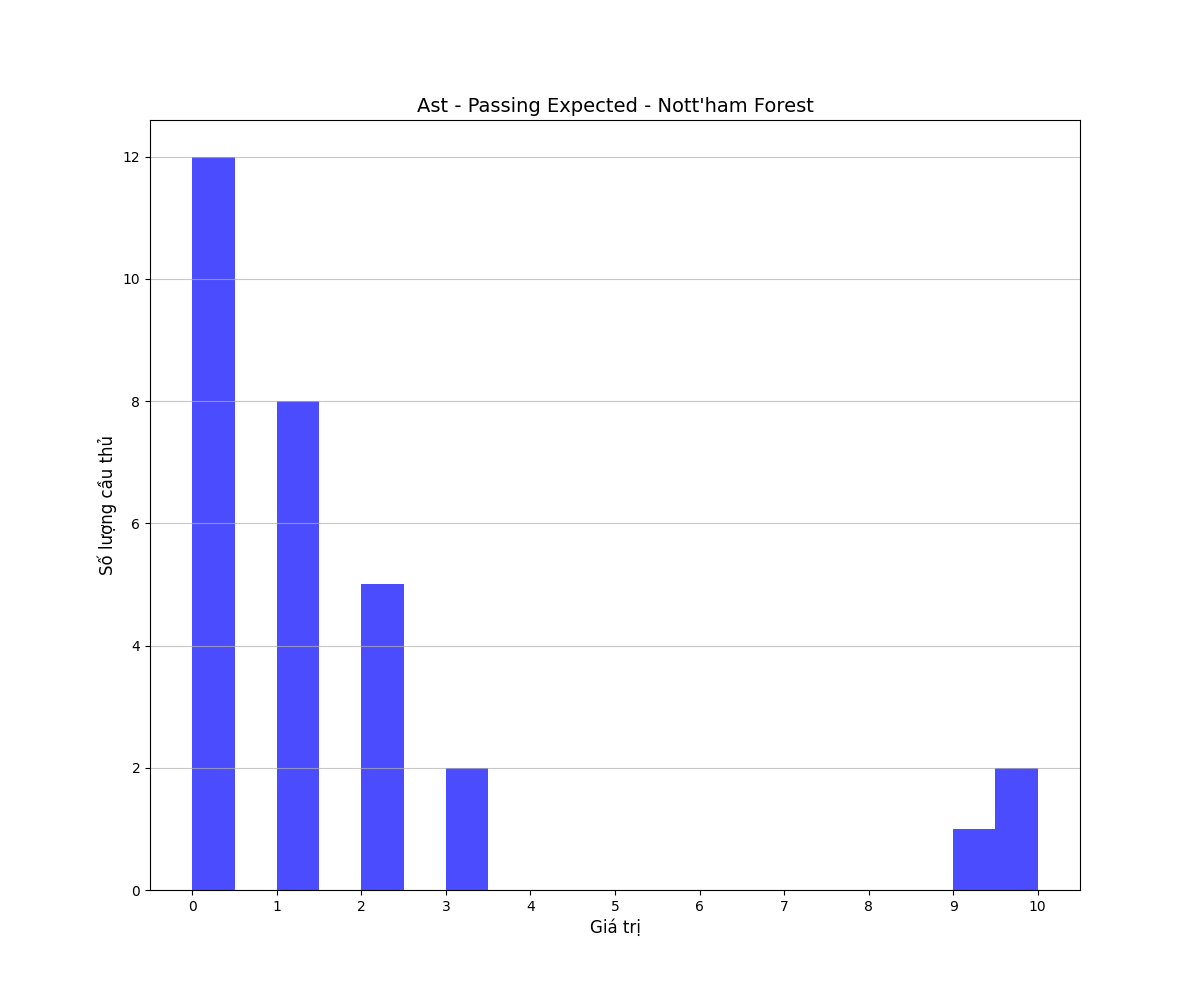 Ast - Passing Expected - Nott'ham Forest
12
10
8
6
4
2
0
Số lượng cầu thủ
0 1 2 3 4 5 6 7 8 9 10
Giá trị